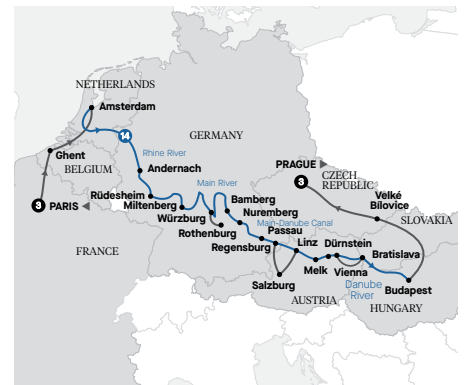 NETHERLANDS
Amsterdam
14
GERMANY
Ghent
Rhine River
BELGIUM
Andernach
PRAGUE
CZECH
REPUBLIC
3
Main River
3 PARIS
Rüdesheim
Miltenberg
Bamberg
Velké
Bilovice
Würzburg
Nuremberg
SLOVAKIA
Main-Danube Canal
Rothenburg
Passau
Regensburg
Linz
Dürnstein
Bratislava
FRANCE
Melk
Vienna
Salzburg
Danube
River
Budapest
AUSTRIA
HUNGARY